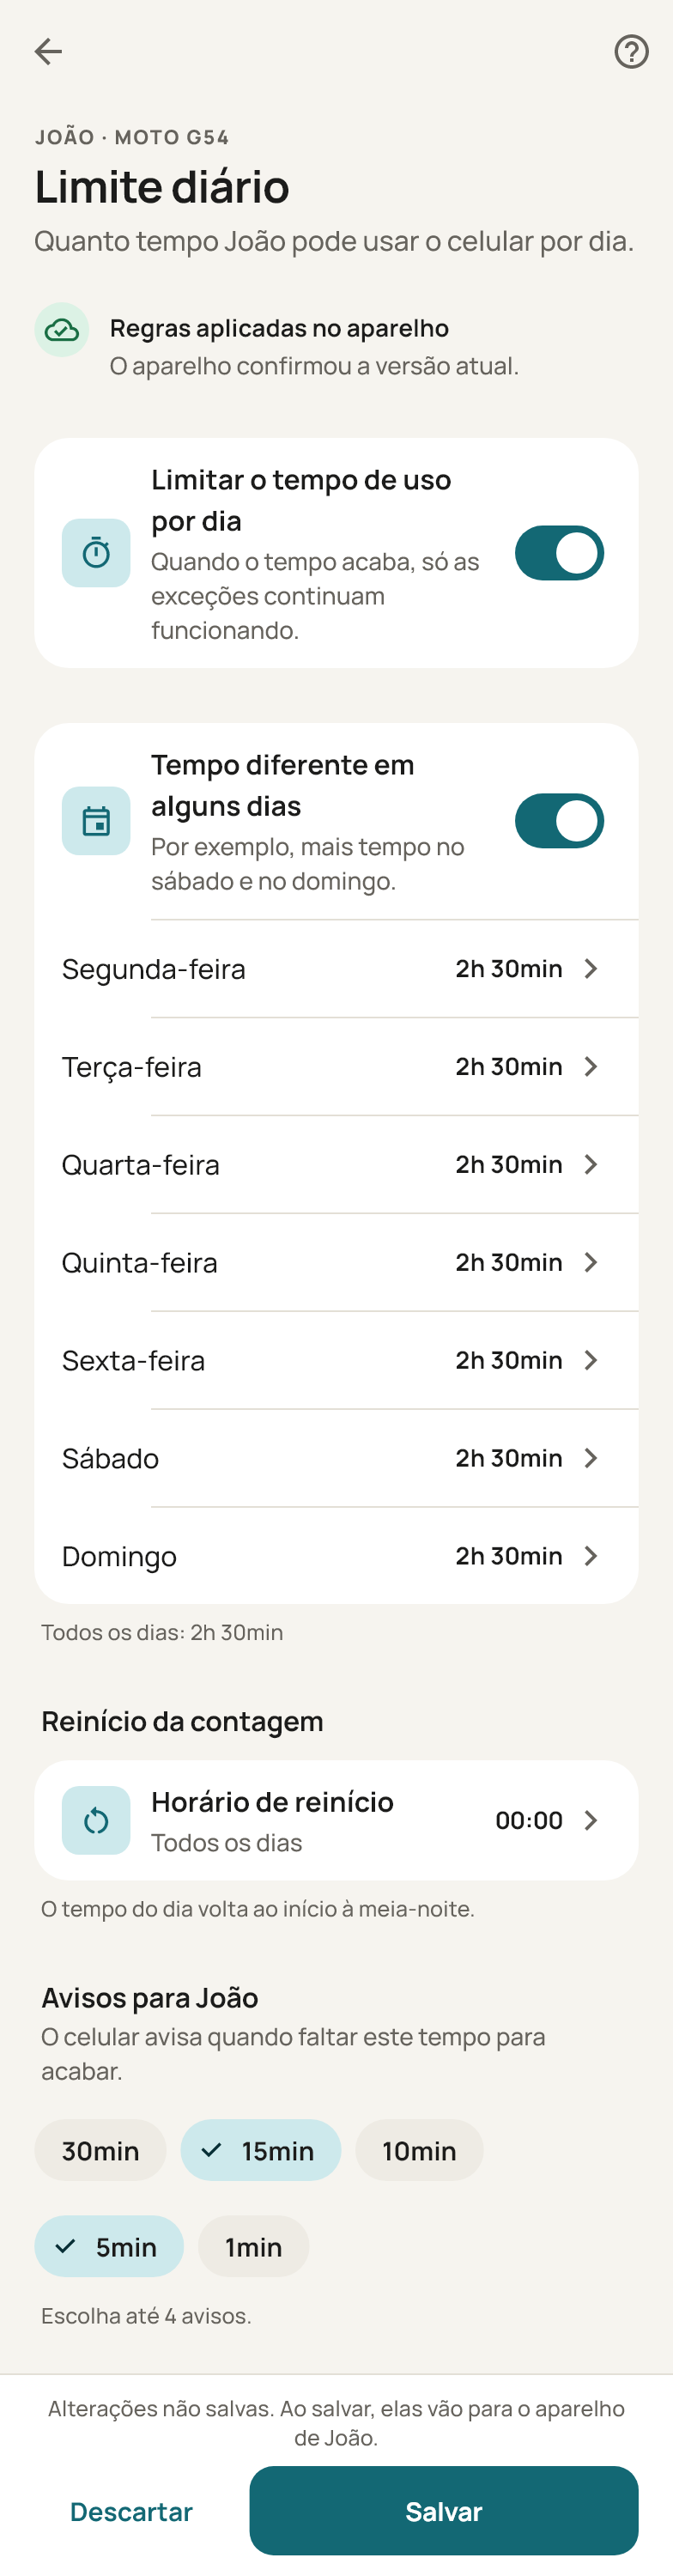 JOÃO · MOTO G54
Limite diário
Quanto tempo João pode usar o celular por dia.
Regras aplicadas no aparelho
O aparelho confirmou a versão atual.
Limitar o tempo de uso
por dia
Quando o tempo acaba, só as
exceções continuam
funcionando.
Tempo diferente em
alguns dias
Por exemplo, mais tempo no
sábado e no domingo.
Segunda-feira 2h 30min
Terça-feira 2h 30min
Quarta-feira 2h 30min
Quinta-feira 2h 30min
Sexta-feira 2h 30min
Sábado 2h 30min
Domingo 2h 30min
Todos os dias: 2h 30min
Reinício da contagem
Horário de reinício 00:00
Todos os dias
O tempo do dia volta ao início à meia-noite.
Avisos para João
O celular avisa quando faltar este tempo para
acabar.
30min 15min 10min
5min 1min
Escolha até 4 avisos.
Alterações não salvas. Ao salvar, elas vão para o aparelho
de João.
Descartar Salvar